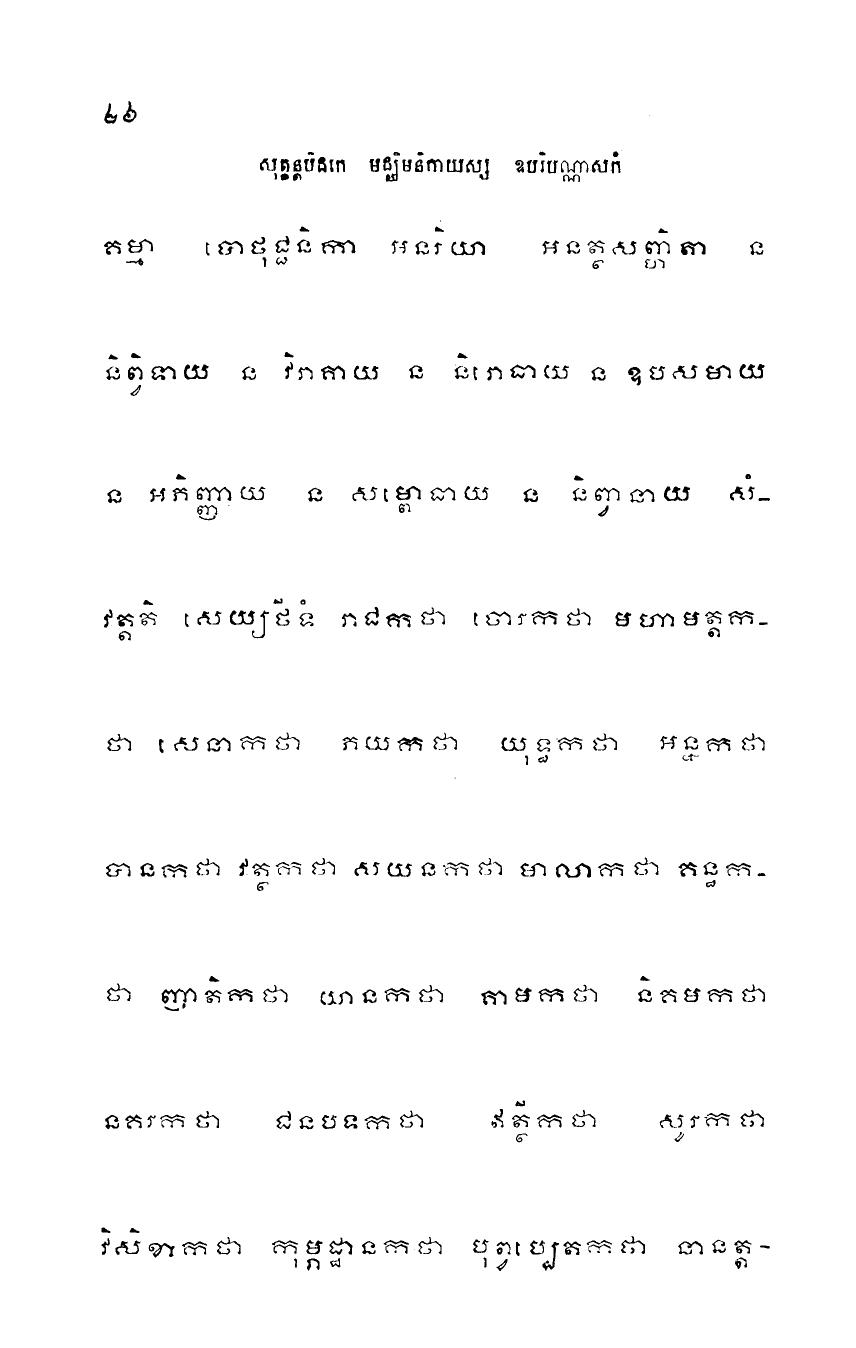 ២៦
សុត្តន្តបិដកេ មជ្ឈិមនិកាយស្ស ឧបរិបណ្ណាសកំ
គម្មា ចោថុជ្ជនិកា អនរិយា អនត្ថសញ្ហិតា ន
និព្វិទាយ ន វិរាគាយ ន និរោធាយ ន ឧបសមាយ
ន អភិញ្ញាយ ន សម្ពោធាយ ន និព្វានាយ សំ-
វត្តតិ សេយ្យថីទំ រាជកថា ចោរកថា មហាមត្តក-
ថា សេនាកថា ភយកថា យុទ្ធកថា អន្នកថា
បានកថា វត្ថកថា សយនកថា មាលាកថា គន្ធក-
ថា ញាតិកថា យានកថា គាមកថា និគមកថា
នគរកថា ជនបទកថា ឥត្ថីកថា សូរកថា
វិសិខាកថា កុម្ភដ្ឋានកថា បុព្វប្បេតកថា នានត្ត-